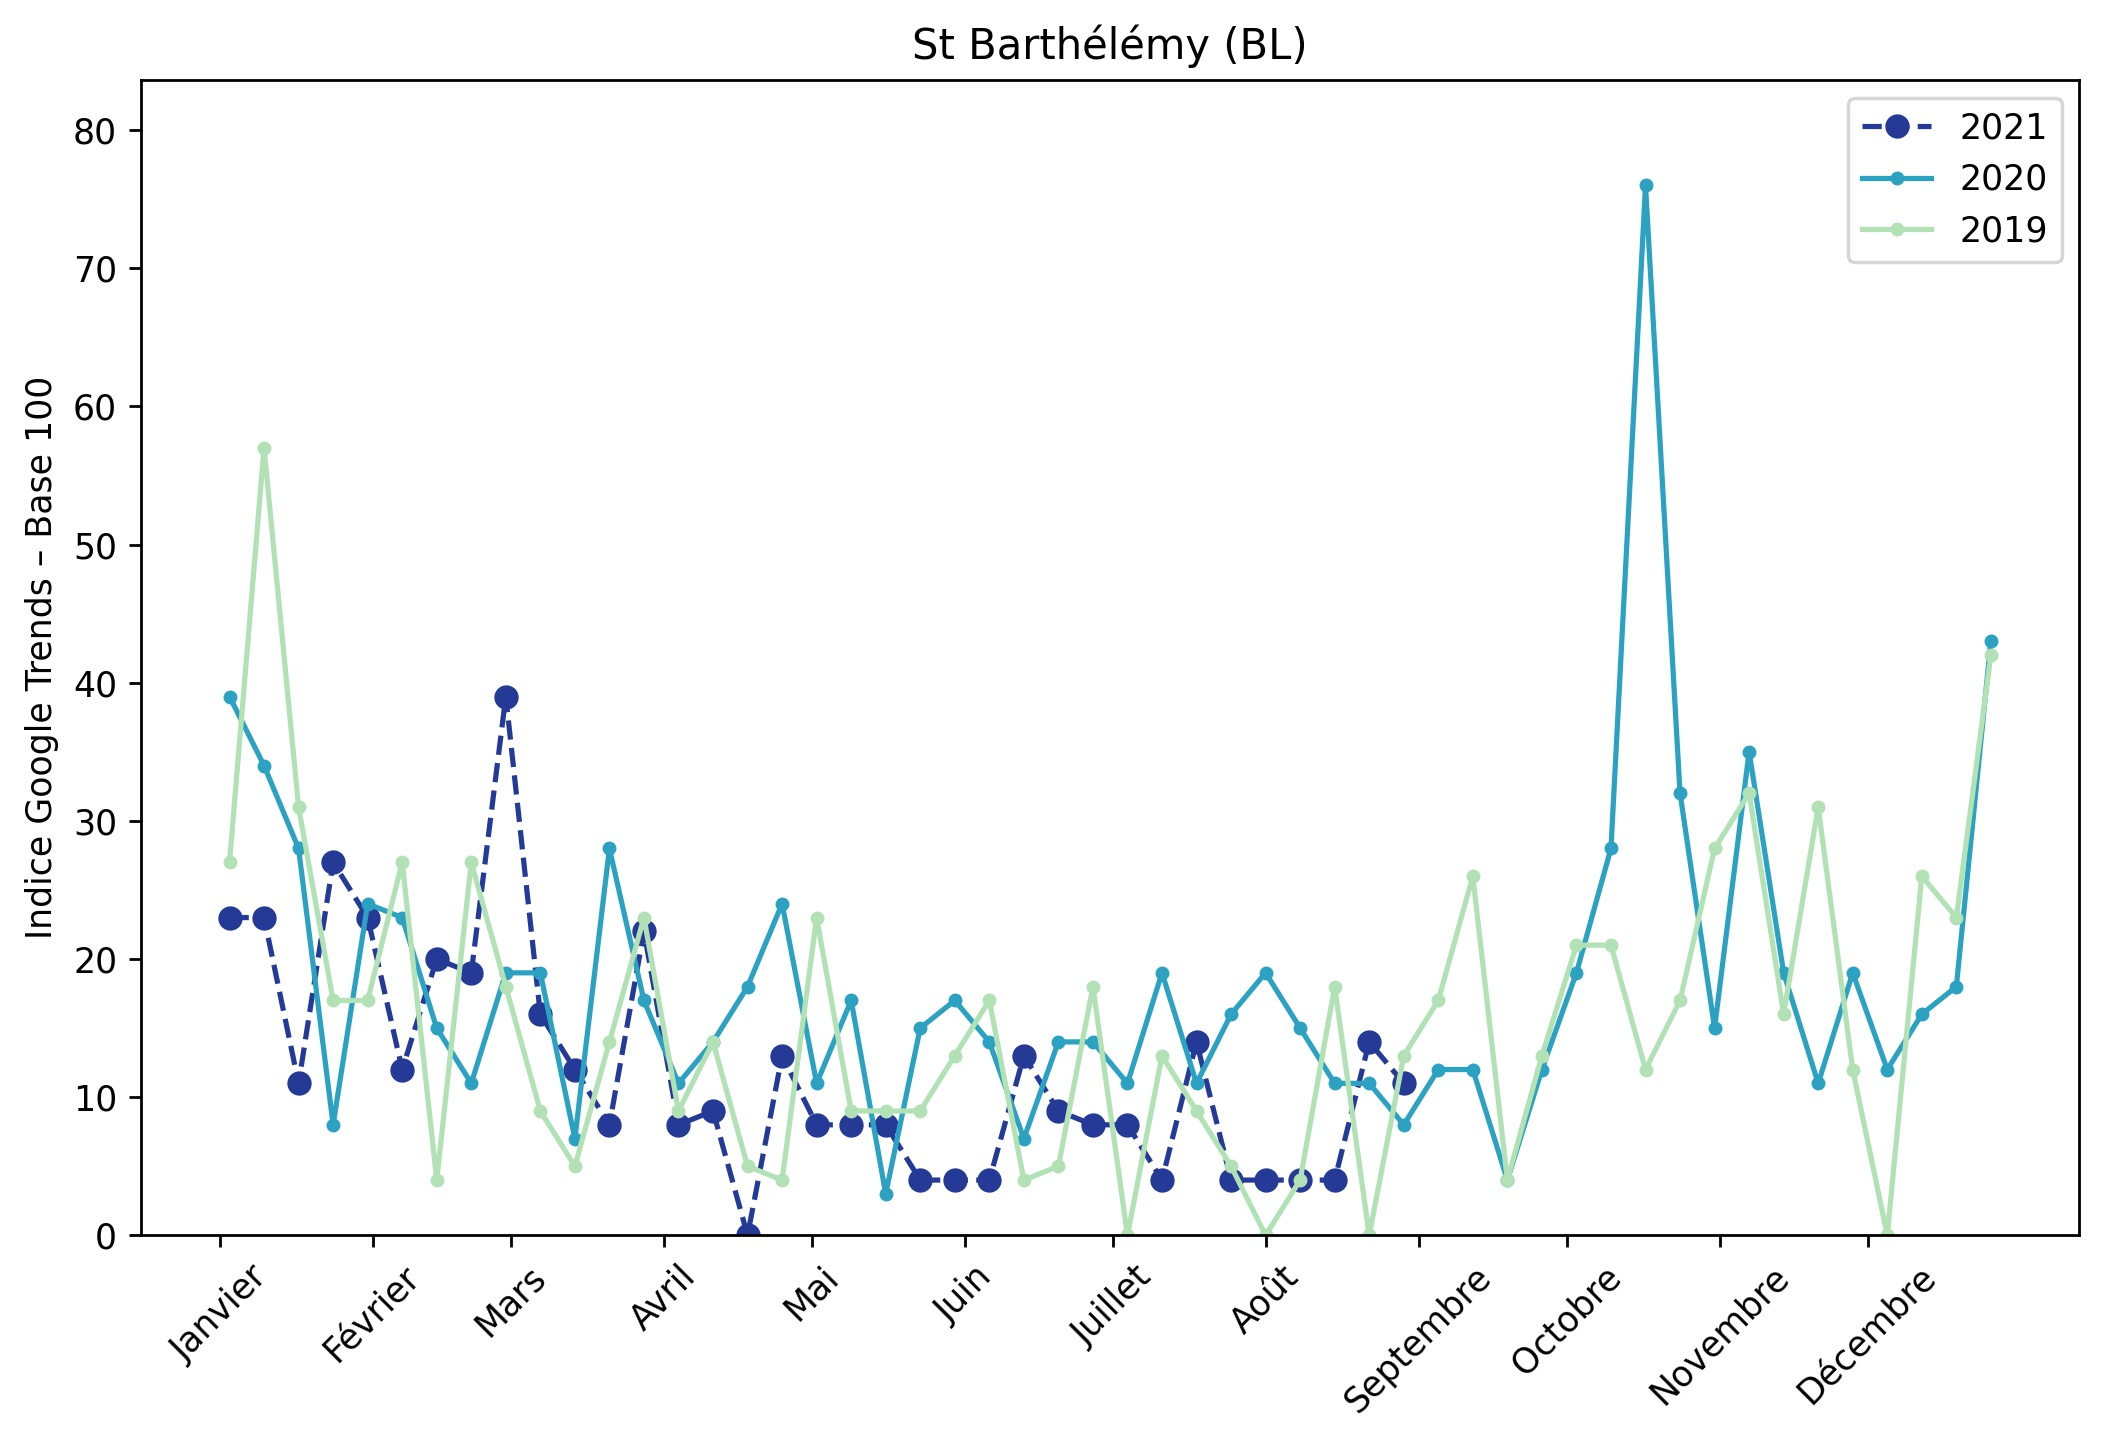 St Barthélémy (BL)
2021
2020
2019
Indice Google Trends – Base 100
80
70
60
50
40
30
20
10
0
Janvier
Février
Mars
Avril
Mai
Juin
Juillet
Août
Septembre
Octobre
Novembre
Décembre